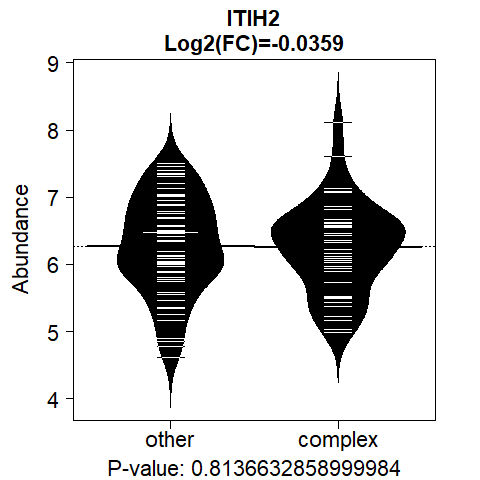 ITIH2
Log2(FC)=-0.0359
Abundance
9
8
7
6
5
4
other complex
P-value: 0.8136632858999984